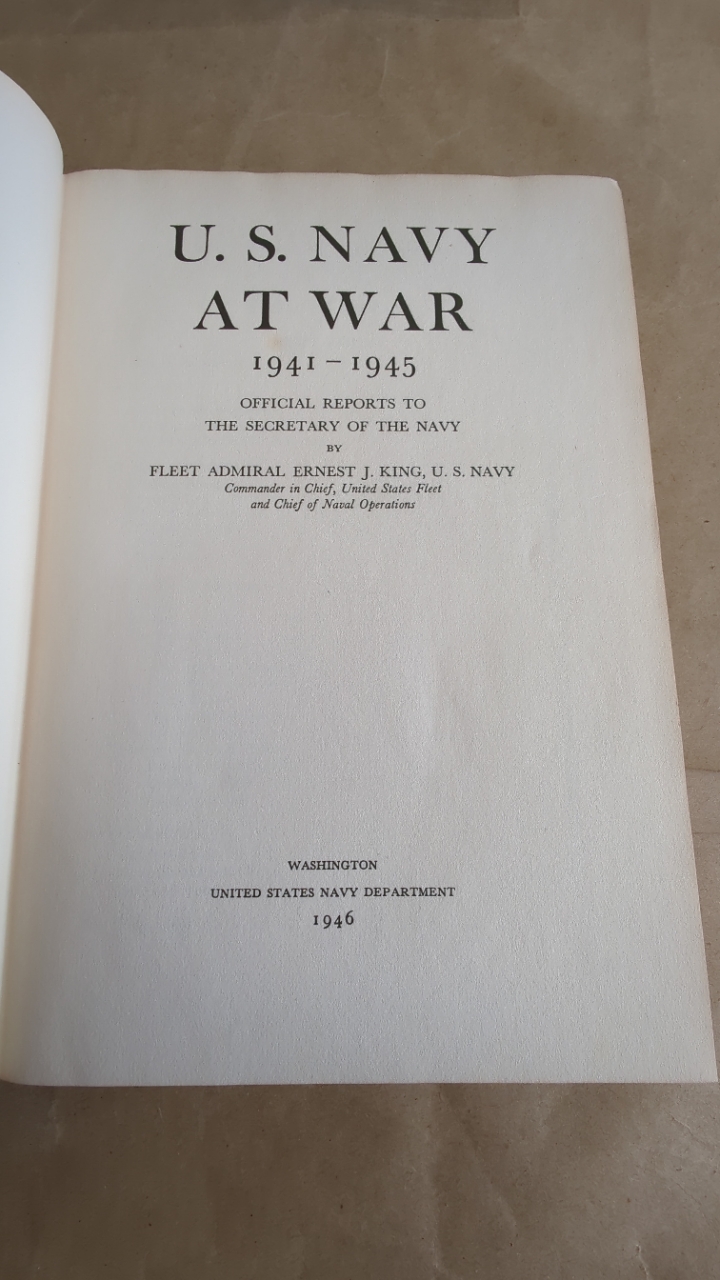 U. S. NAVY
AT WAR
1941 – 1945
OFFICIAL REPORTS TO
THE SECRETARY OF THE NAVY
BY
FLEET ADMIRAL ERNEST J. KING, U. S. NAVY
Commander in Chief, United States Fleet
and Chief of Naval Operations
WASHINGTON
UNITED STATES NAVY DEPARTMENT
1946